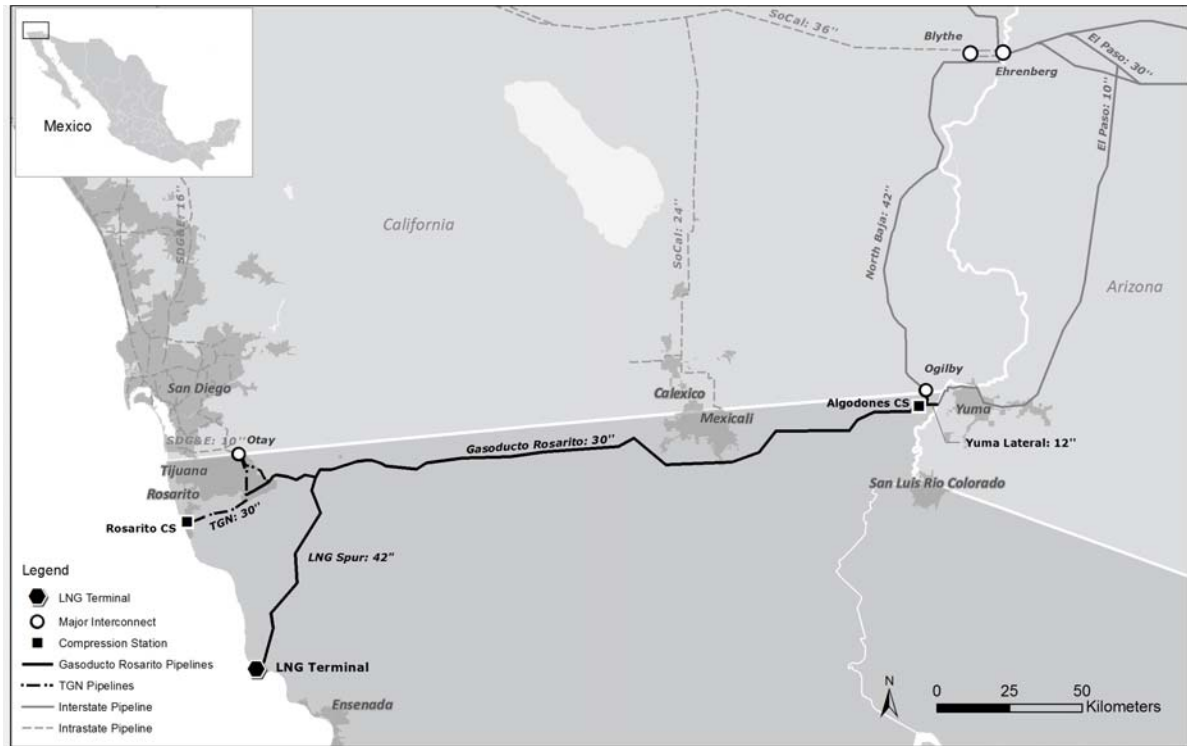 Mexico
SoCal: 36''
Blythe
Ehrenberg
El Paso: 30''
El Paso: 10''
SDG&E: 16''
California
SoCal: 24''
North Baja: 42''
Arizona
San Diego
Calexico
Mexicali
Ogilby
Algodones CS
Yuma
Yuma Lateral: 12''
SDG&E: 10''
Otay
Gasoducto Rosarito: 30''
Tijuana
Rosarito
San Luis Río Colorado
TGN: 30''
Rosarito CS
LNG Spur: 42"
LNG Terminal
Ensenada
Legend
LNG Terminal
Major Interconnect
Compression Station
Gasoducto Rosarito Pipelines
TGN Pipelines
Interstate Pipeline
Intrastate Pipeline
N
0 25 50
Kilometers